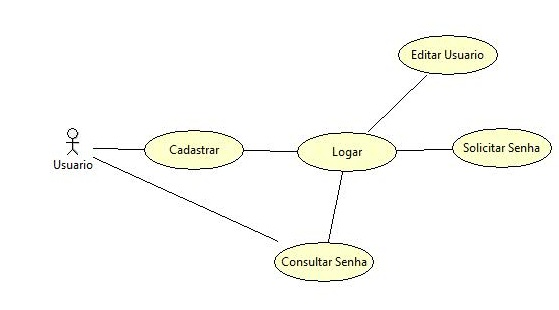 Editar Usuario
Usuario
Cadastrar
Logar
Solicitar Senha
Consultar Senha